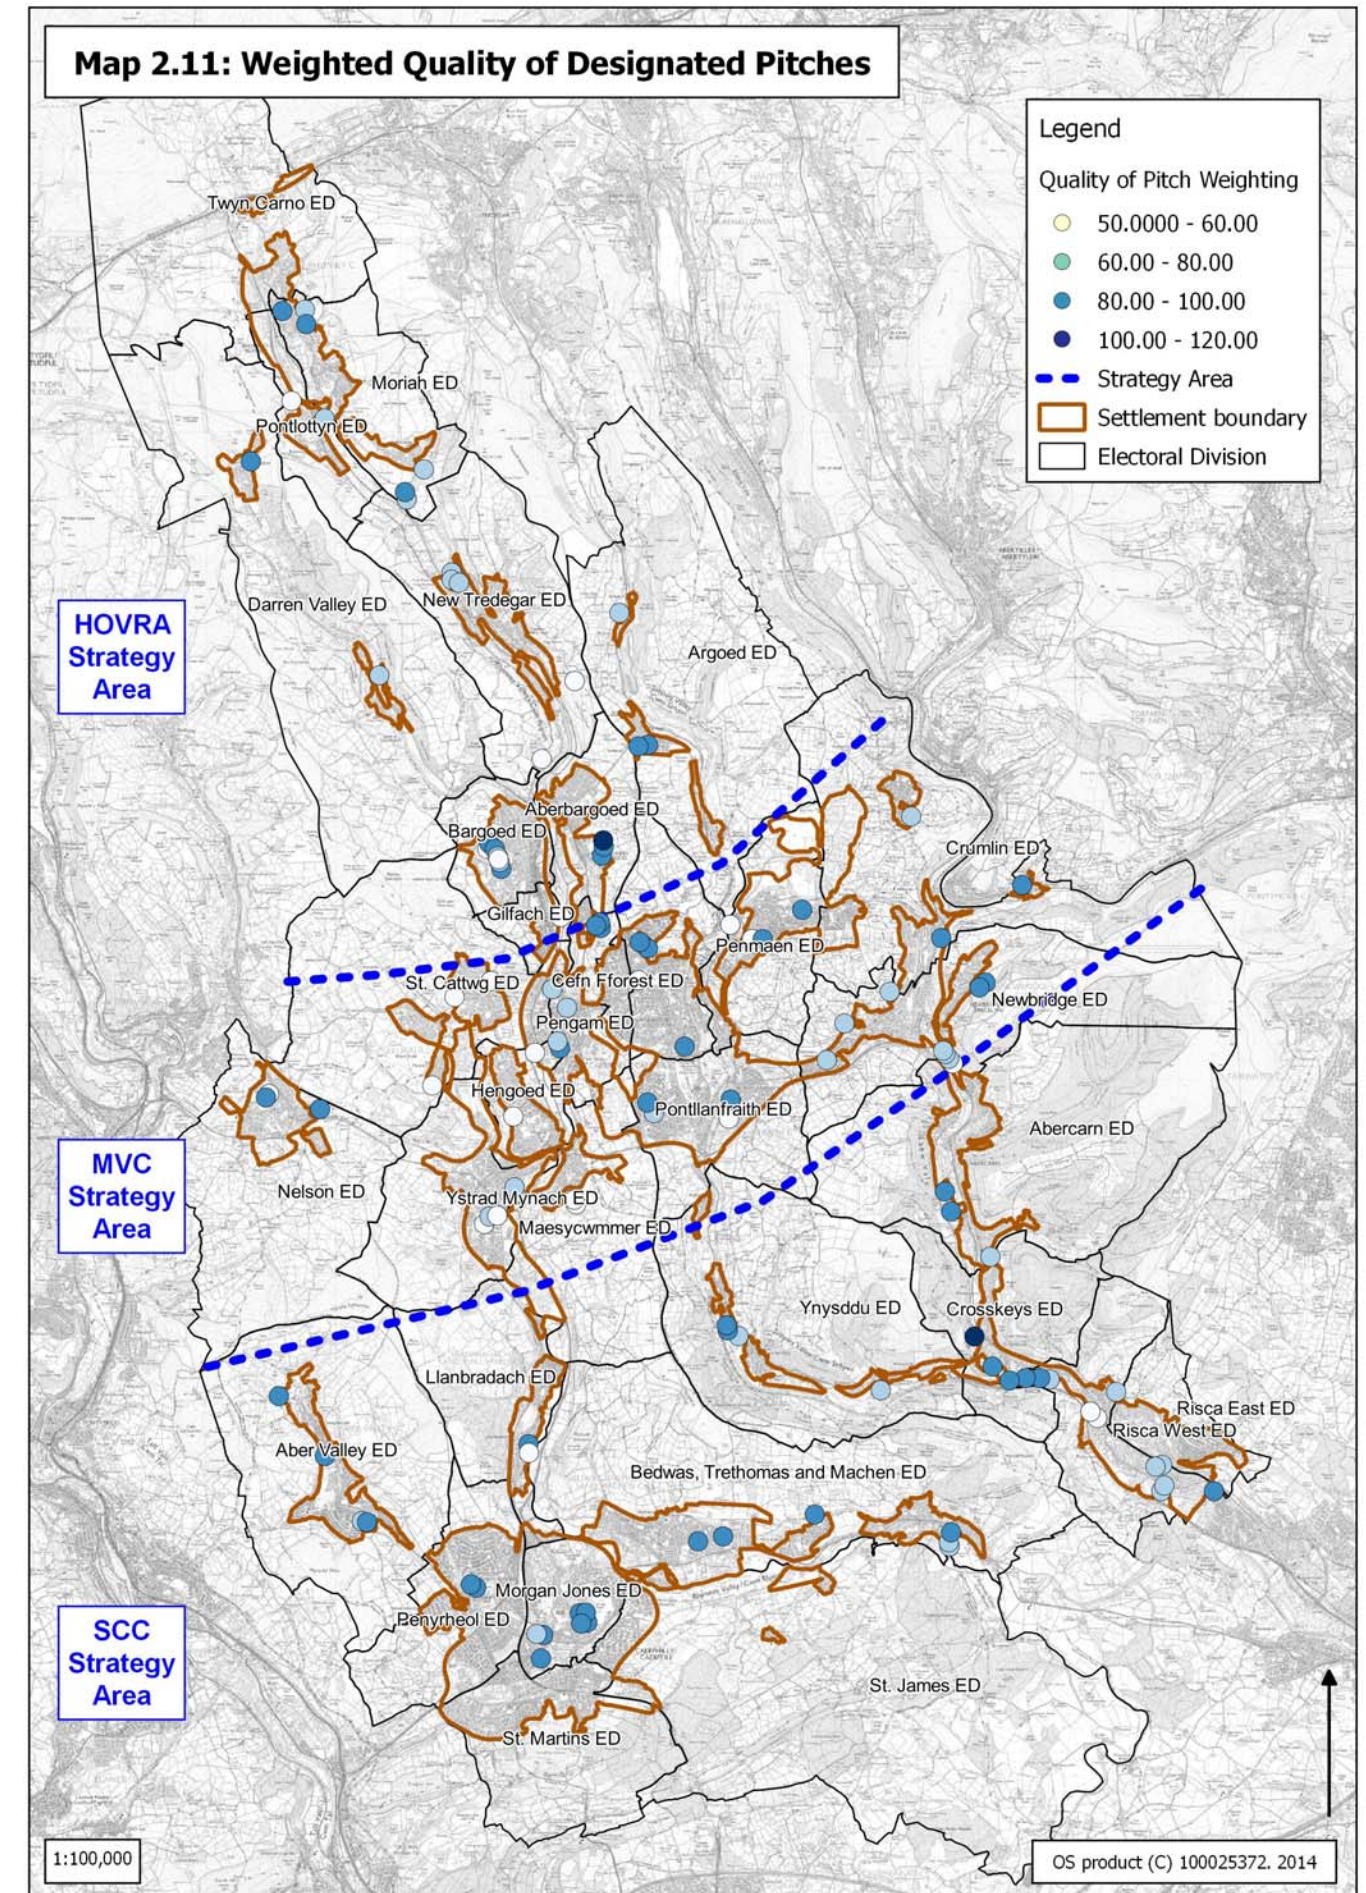 Map 2.11: Weighted Quality of Designated Pitches
Legend
Quality of Pitch Weighting
50.0000 - 60.00
60.00 - 80.00
80.00 - 100.00
100.00 - 120.00
Strategy Area
Settlement boundary
Electoral Division
Twyn Carno ED
Moriah ED
Pontlottyn ED
Darren Valley ED
New Tredegar ED
HOVRA
Strategy
Area
Argoed ED
Aberbargoed ED
Bargoed ED
Crumlin ED
Gilfach ED
Penmaen ED
St. Cattwg ED
Cefn Fforest ED
Newbridge ED
Pengam ED
Hengoed ED
Pontllanfraith ED
Abercarn ED
MVC
Strategy
Area
Nelson ED
Ystrad Mynach ED
Maesycwmmer ED
Ynysddu ED
Crosskeys ED
Llanbradach ED
Risca East ED
Risca West ED
Aber Valley ED
Bedwas, Trethomas and Machen ED
Morgan Jones ED
Penyrheol ED
SCC
Strategy
Area
St. James ED
St. Martins ED
1:100,000
OS product (C) 100025372. 2014